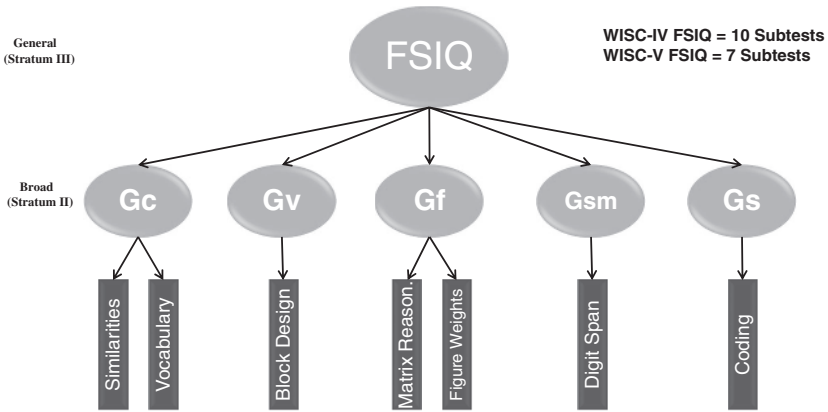 General
(Stratum III)
FSIQ
WISC-IV FSIQ = 10 Subtests
WISC-V FSIQ = 7 Subtests
Broad
(Stratum II)
Gc
Gv
Gf
Gsm
Gs
Similarities
Vocabulary
Block Design
Matrix Reason.
Figure Weights
Digit Span
Coding